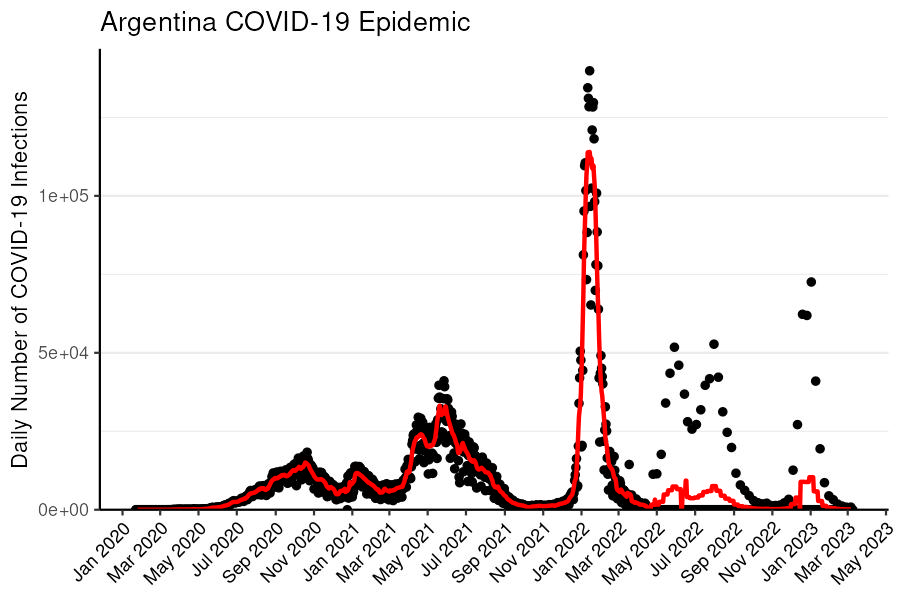 Argentina COVID-19 Epidemic
Daily Number of COVID-19 Infections
1e+05
5e+04
0e+00
Jan 2020
Mar 2020
May 2020
Jul 2020
Sep 2020
Nov 2020
Jan 2021
Mar 2021
May 2021
Jul 2021
Sep 2021
Nov 2021
Jan 2022
Mar 2022
May 2022
Jul 2022
Sep 2022
Nov 2022
Jan 2023
Mar 2023
May 2023